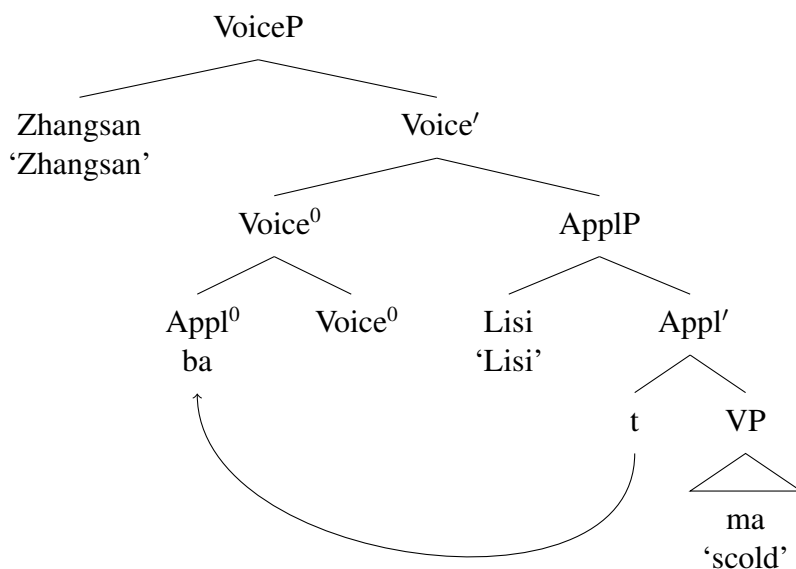 VoiceP
Zhangsan Voice′
‘Zhangsan’
Voice⁰ ApplP
Appl⁰ Voice⁰ Lisi Appl′
ba ‘Lisi’
t VP
ma
‘scold’